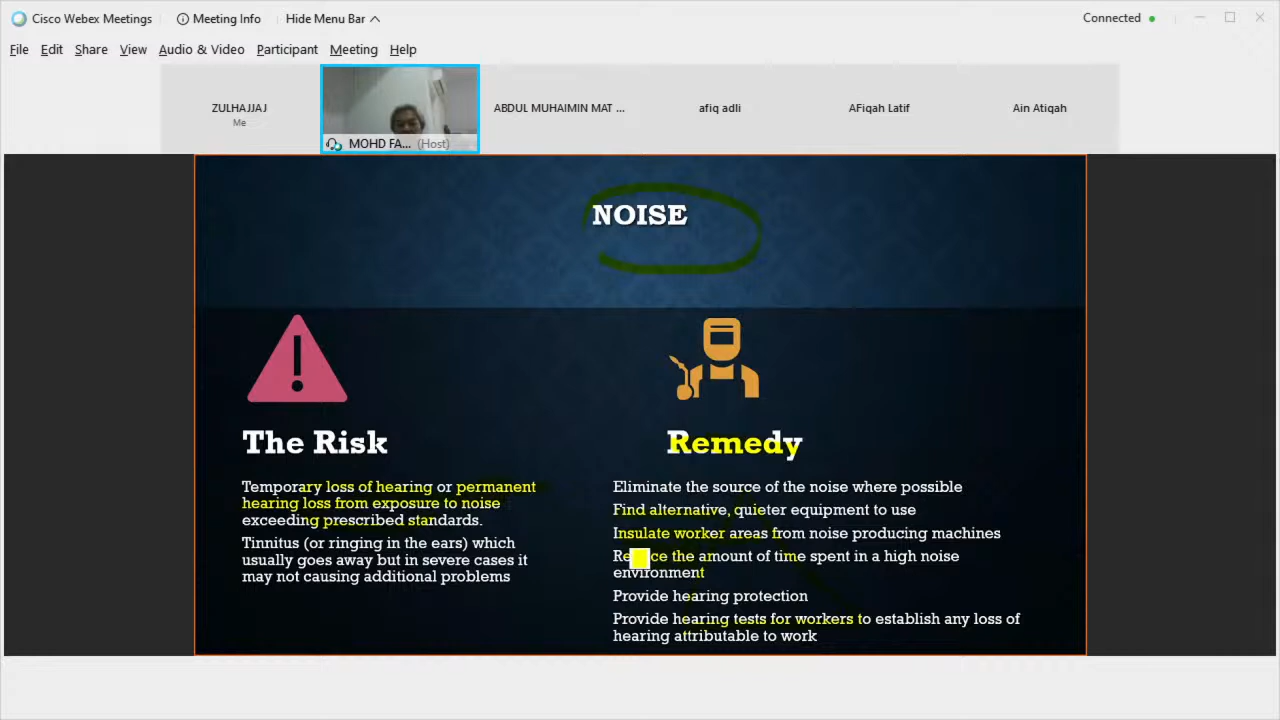 Cisco Webex Meetings
Meeting Info
Hide Menu Bar
Connected
File Edit Share View Audio & Video Participant Meeting Help
ZULHAJJAJ
Me
MOHD FA... (Host)
ABDUL MUHAIMIN MAT ...
afiq adli
AFiqah Latif
Ain Atiqah
NOISE
The Risk
Temporary loss of hearing or permanent
hearing loss from exposure to noise
exceeding prescribed standards.
Tinnitus (or ringing in the ears) which
usually goes away but in severe cases it
may not causing additional problems
Remedy
Eliminate the source of the noise where possible
Find alternative, quieter equipment to use
Insulate worker areas from noise producing machines
the amount of time spent in a high noise
environment
Provide hearing protection
Provide hearing tests for workers to establish any loss of
hearing attributable to work